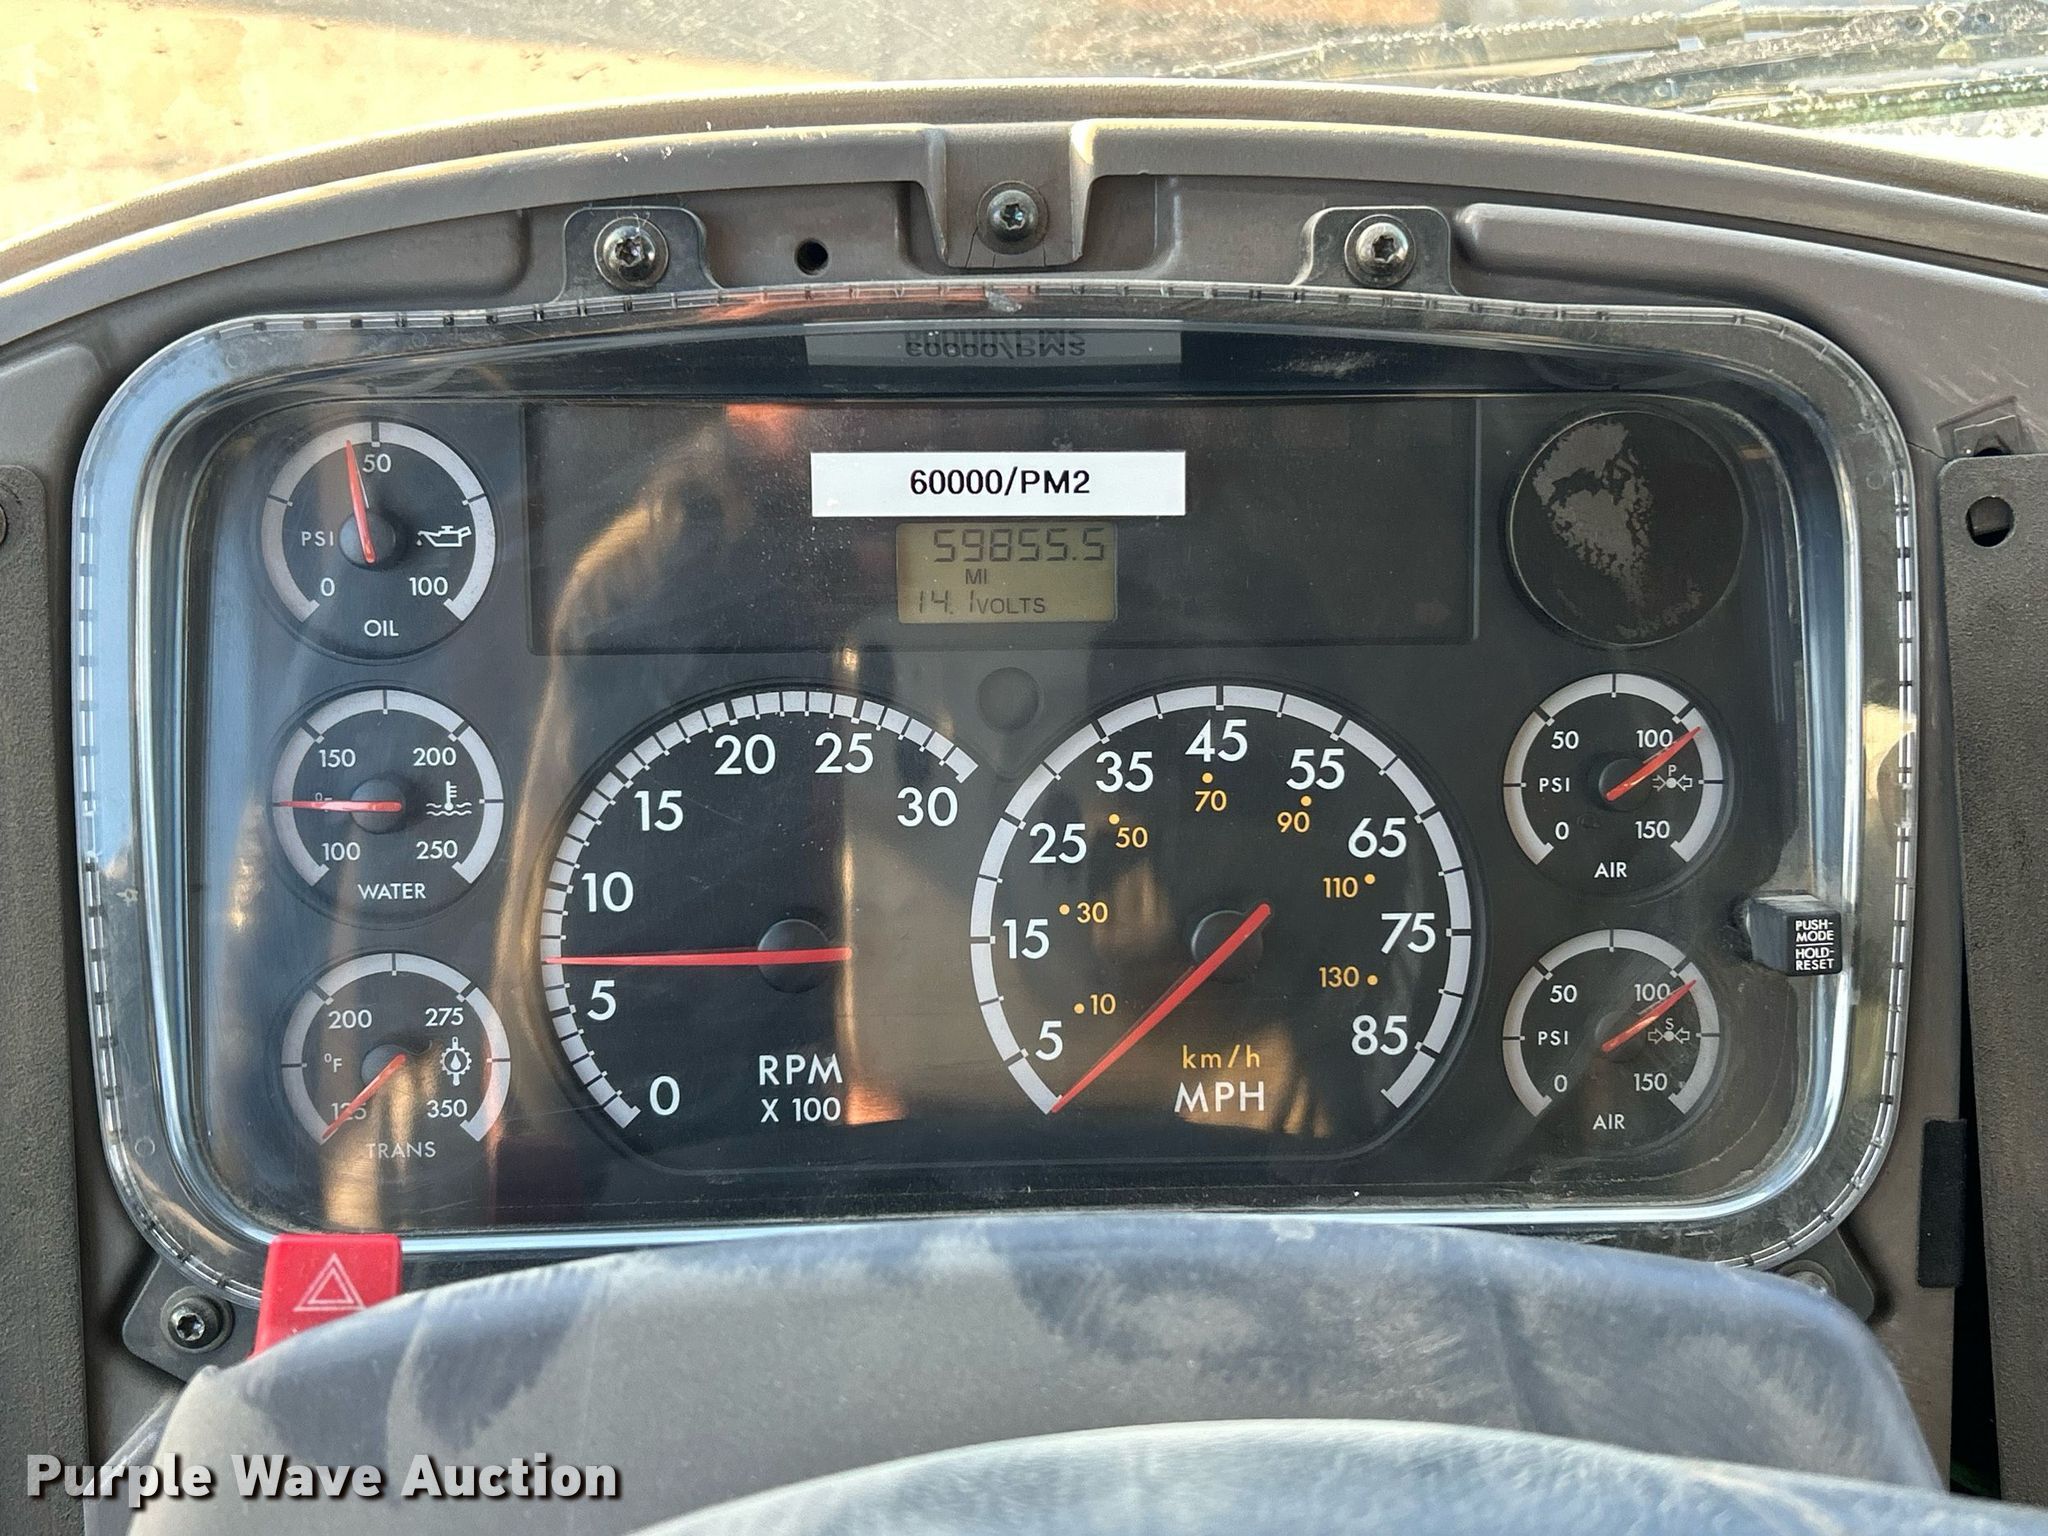 60000/PM2
59855.5
MI
14.1 VOLTS
50
PSI
0 100
OIL
150 200
100 250
WATER
200 275
°F
125 350
TRANS
0 5 10 15 20 25 30
RPM
X 100
5 15 25 35 45 55 65 75 85
10 30 50 70 90 110 130
km/h
MPH
50 100
P
PSI
0 150
AIR
50 100
S
PSI
0 150
AIR
PUSH-
MODE
HOLD-
RESET
Purple Wave Auction